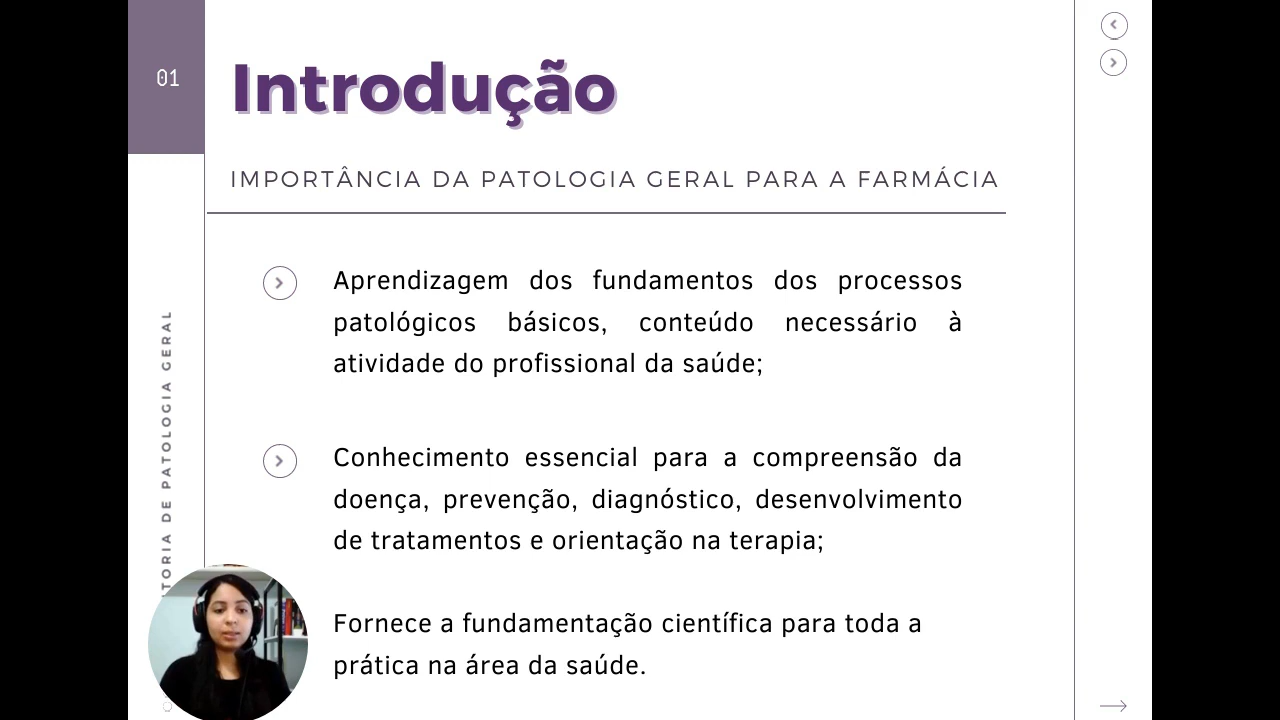 01
Introdução
IMPORTÂNCIA DA PATOLOGIA GERAL PARA A FARMÁCIA
Aprendizagem dos fundamentos dos processos
patológicos básicos, conteúdo necessário à
atividade do profissional da saúde;
Conhecimento essencial para a compreensão da
doença, prevenção, diagnóstico, desenvolvimento
de tratamentos e orientação na terapia;
Fornece a fundamentação científica para toda a
prática na área da saúde.
DE PATOLOGIA GERAL